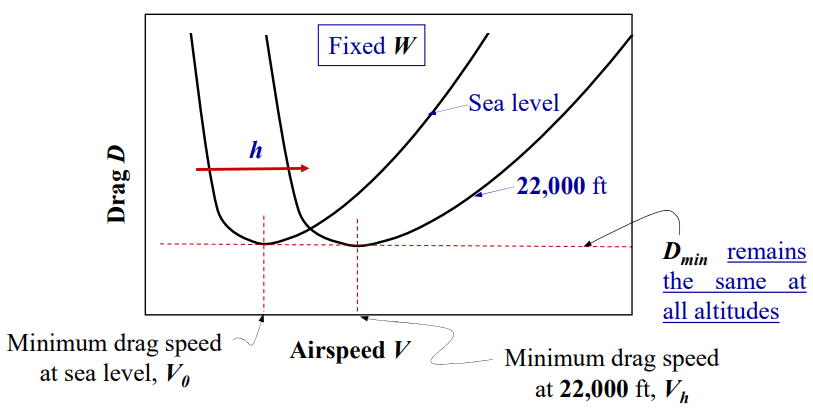 Fixed W
Sea level
h
22,000 ft
Drag D
D_min remains
the same at
all altitudes
Minimum drag speed
at sea level, V_0
Airspeed V
Minimum drag speed
at 22,000 ft, V_h